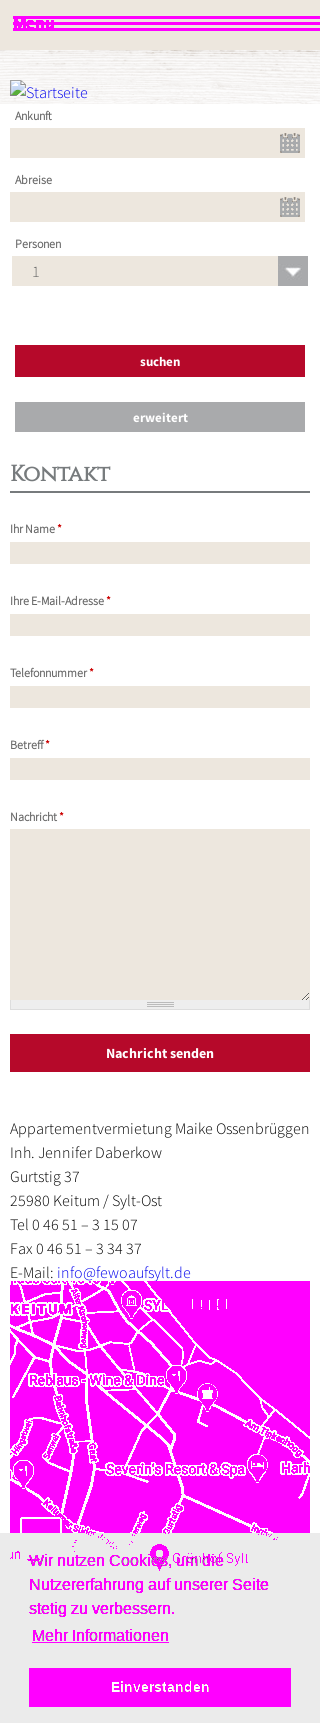 Menu
Startseite
Ankunft
Abreise
Personen
1
suchen
erweitert
Kontakt
Ihr Name *
Ihre E-Mail-Adresse *
Telefonnummer *
Betreff *
Nachricht *
Nachricht senden
Appartementvermietung Maike Ossenbrüggen
Inh. Jennifer Daberkow
Gurtstig 37
25980 Keitum / Sylt-Ost
Tel 0 46 51 – 3 15 07
Fax 0 46 51 – 3 34 37
E-Mail: info@fewoaufsylt.de
KEITUM
Reblaus - Wine & Dine
Severin's Resort & Spa
Grünhof Sylt
Wir nutzen Cookies, um die
Nutzererfahrung auf unserer Seite
stetig zu verbessern.
Mehr Informationen
Einverstanden